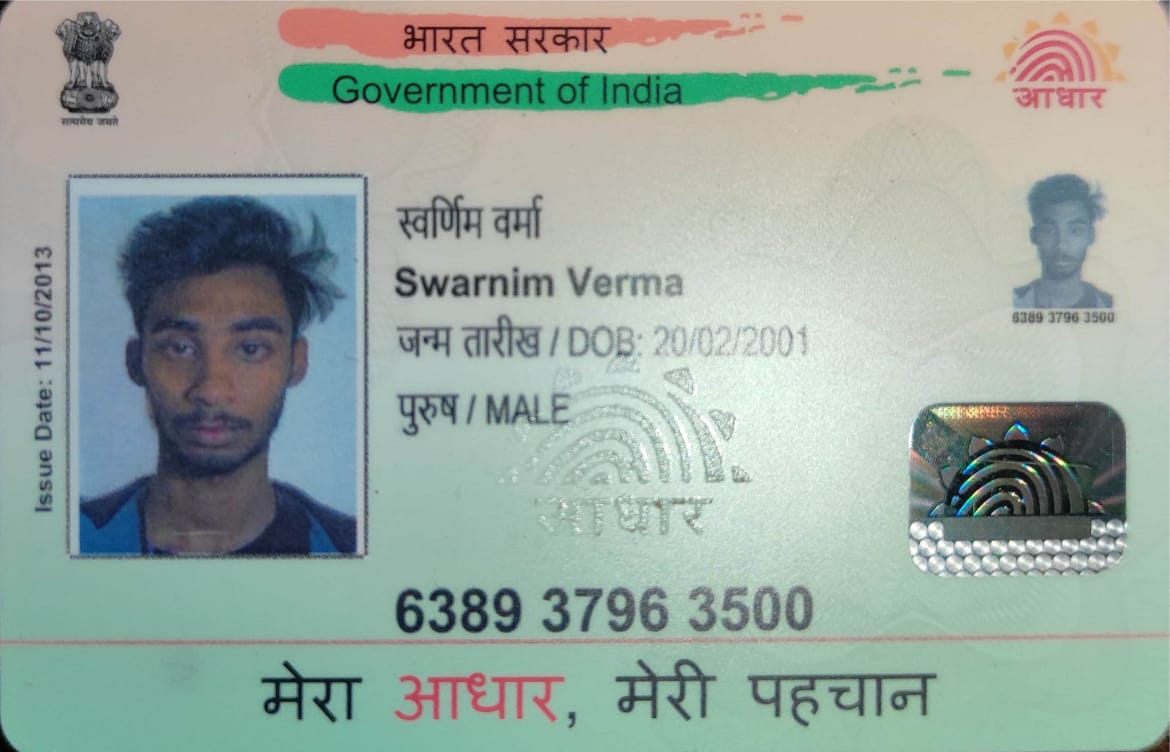 भारत सरकार
Government of India
सत्यमेव जयते
आधार
Issue Date: 11/10/2013
स्वर्णिम वर्मा
Swarnim Verma
जन्म तारीख / DOB: 20/02/2001
पुरुष / MALE
6389 3796 3500
आधार
आधार
6389 3796 3500
मेरा आधार, मेरी पहचान